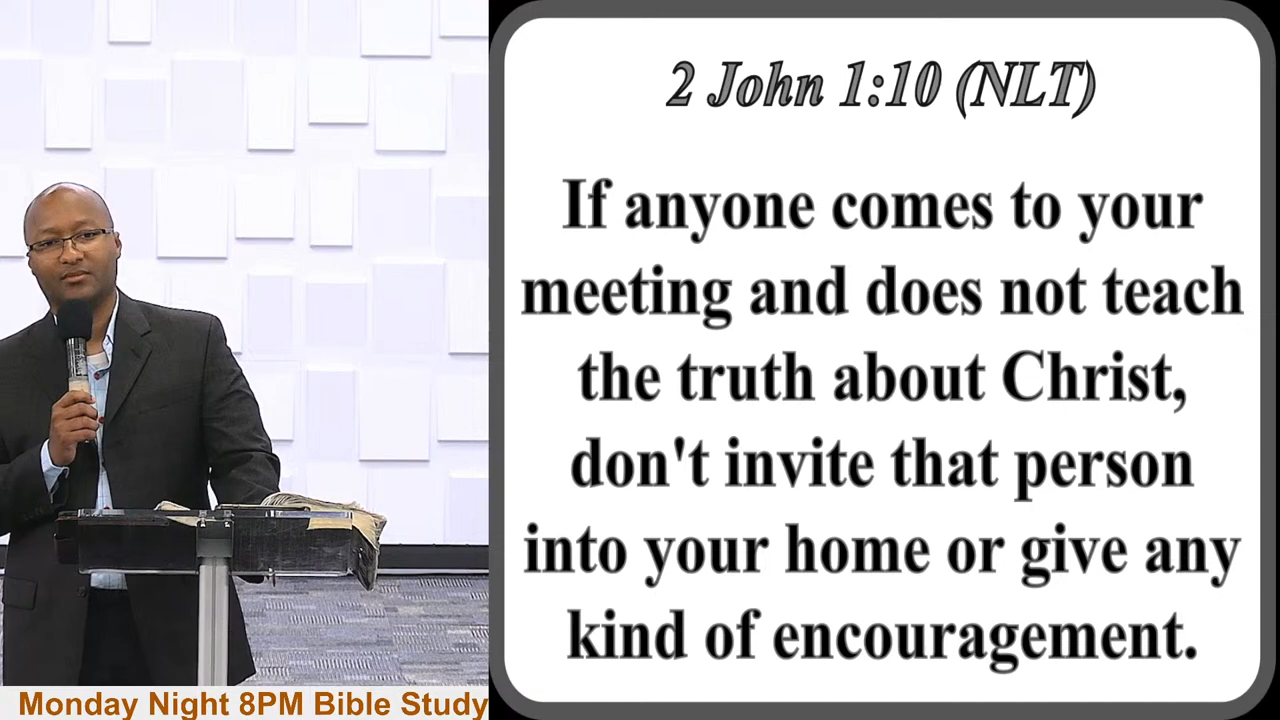 2 John 1:10 (NLT)
If anyone comes to your
meeting and does not teach
the truth about Christ,
don't invite that person
into your home or give any
kind of encouragement.
Monday Night 8PM Bible Study